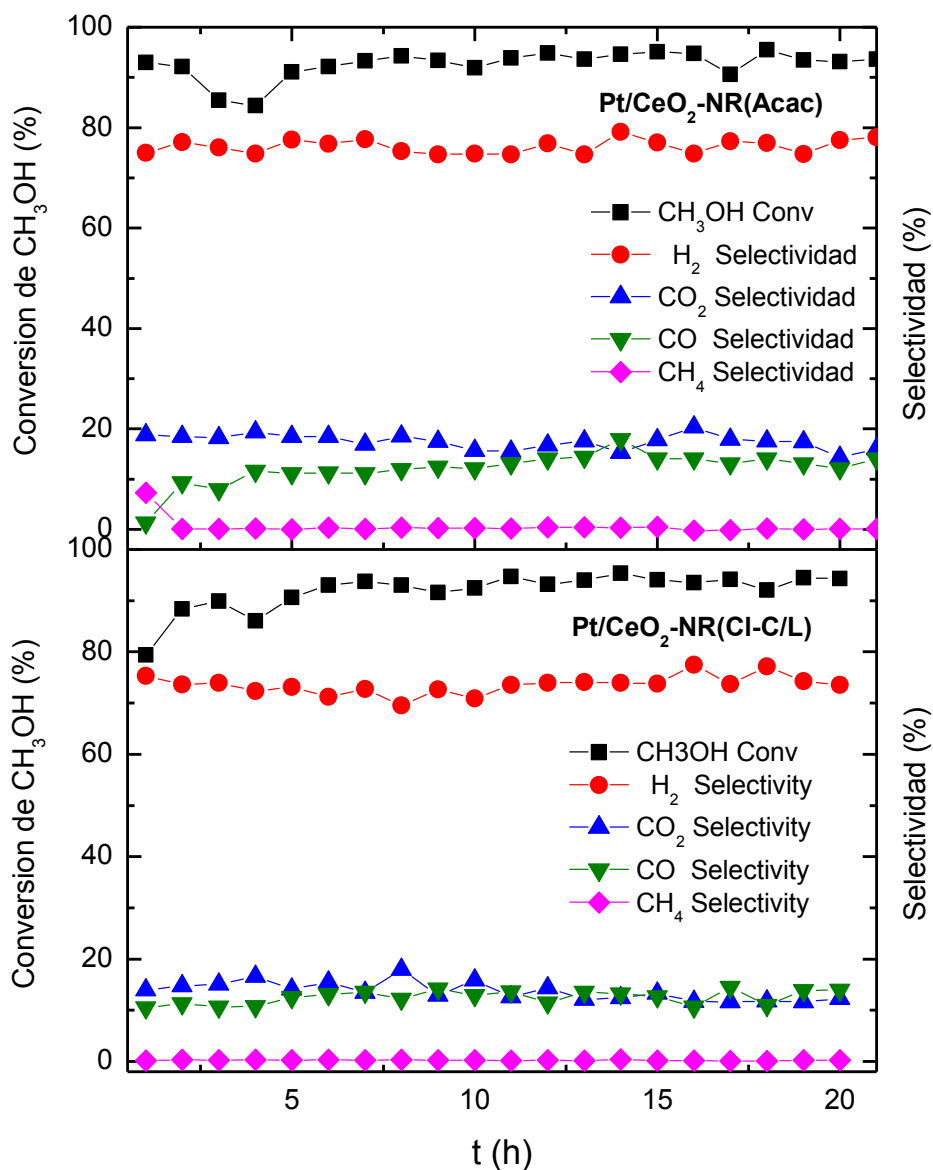 100
80
60
40
20
0
Conversion de CH₃OH (%)
Pt/CeO₂-NR(Acac)
CH₃OH Conv
H₂ Selectividad
CO₂ Selectividad
CO Selectividad
CH₄ Selectividad
Selectividad (%)
100
80
60
40
20
0
Conversion de CH₃OH (%)
Pt/CeO₂-NR(Cl-C/L)
CH3OH Conv
H₂ Selectivity
CO₂ Selectivity
CO Selectivity
CH₄ Selectivity
Selectividad (%)
5 10 15 20
t (h)